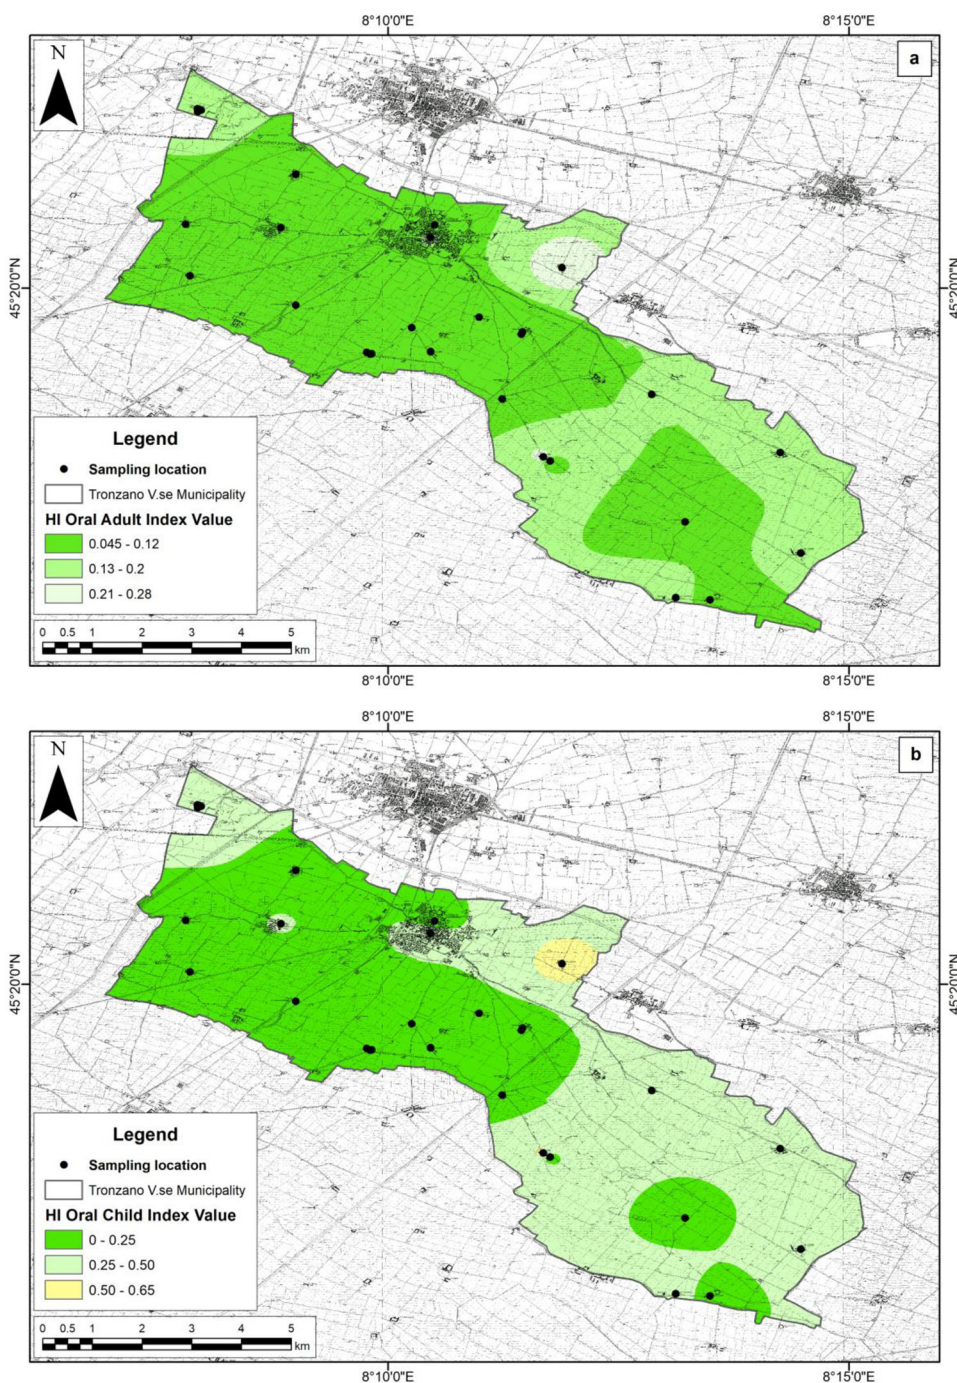 8°10'0"E 8°15'0"E
N
a
45°20'0"N 45°20'0"N
Legend
Sampling location
Tronzano V.se Municipality
HI Oral Adult Index Value
0.045 - 0.12
0.13 - 0.2
0.21 - 0.28
0 0.5 1 2 3 4 5
km
8°10'0"E 8°15'0"E
8°10'0"E 8°15'0"E
N
b
45°20'0"N 45°20'0"N
Legend
Sampling location
Tronzano V.se Municipality
HI Oral Child Index Value
0 - 0.25
0.25 - 0.50
0.50 - 0.65
0 0.5 1 2 3 4 5
km
8°10'0"E 8°15'0"E